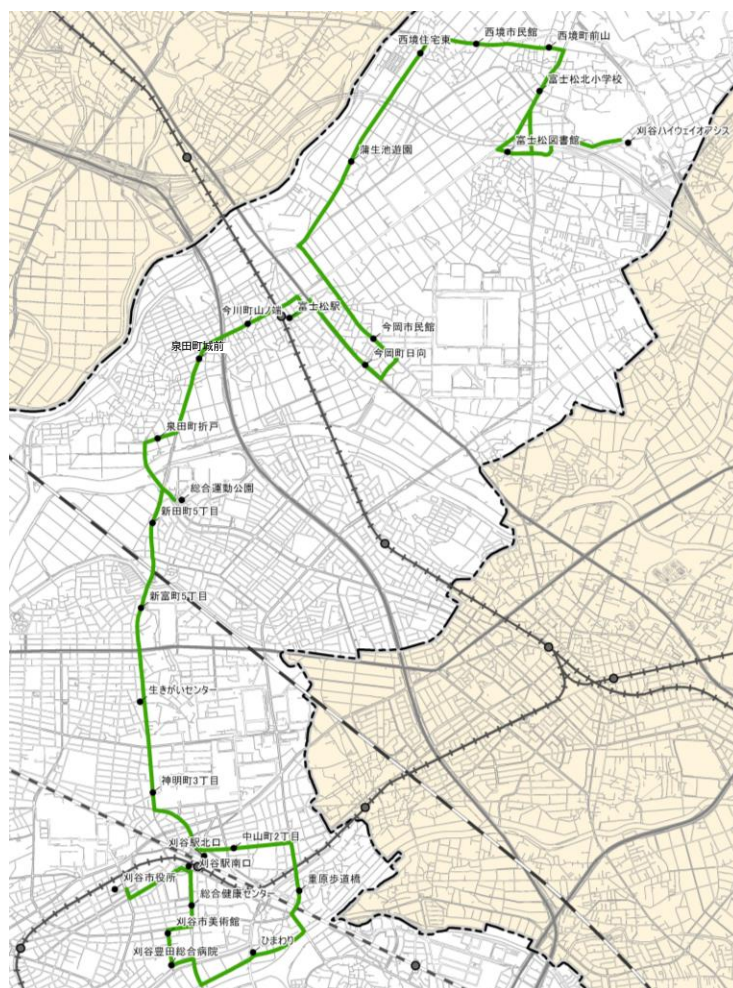 西境住宅東
西境市民館
西境町前山
富士松北小学校
富士松図書館
刈谷ハイウェイオアシス
蒲生池遊園
今川町山ノ端
富士松駅
今岡市民館
今岡町日向
泉田町城前
泉田町折戸
総合運動公園
新田町5丁目
新富町5丁目
生きがいセンター
神明町3丁目
刈谷駅北口
中山町2丁目
刈谷駅南口
刈谷市役所
総合健康センター
重原歩道橋
刈谷市美術館
ひまわり
刈谷豊田総合病院